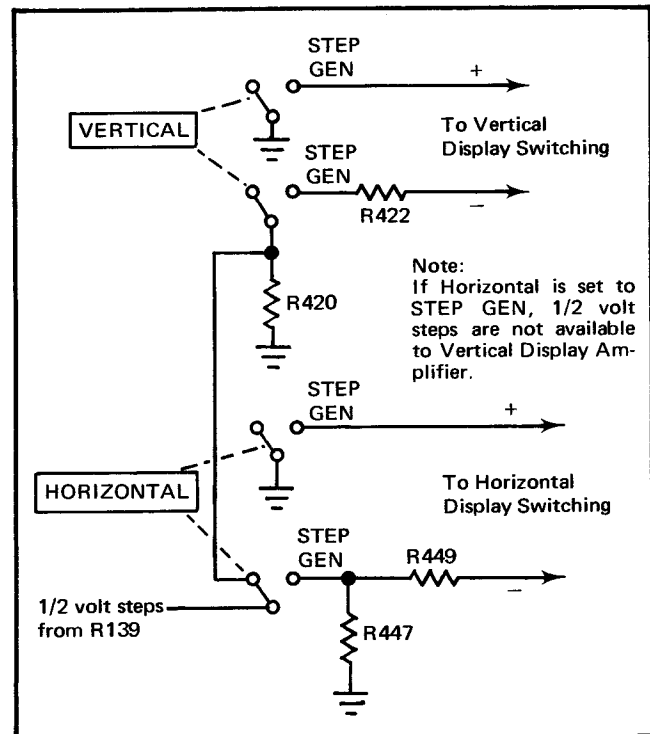 STEP
GEN
+
VERTICAL
To Vertical
Display Switching
STEP
GEN
R422
−
R420
Note:
If Horizontal is set to
STEP GEN, 1/2 volt
steps are not available
to Vertical Display Am-
plifier.
STEP
GEN
+
HORIZONTAL
To Horizontal
Display Switching
STEP
GEN
R449
−
1/2 volt steps
from R139
R447